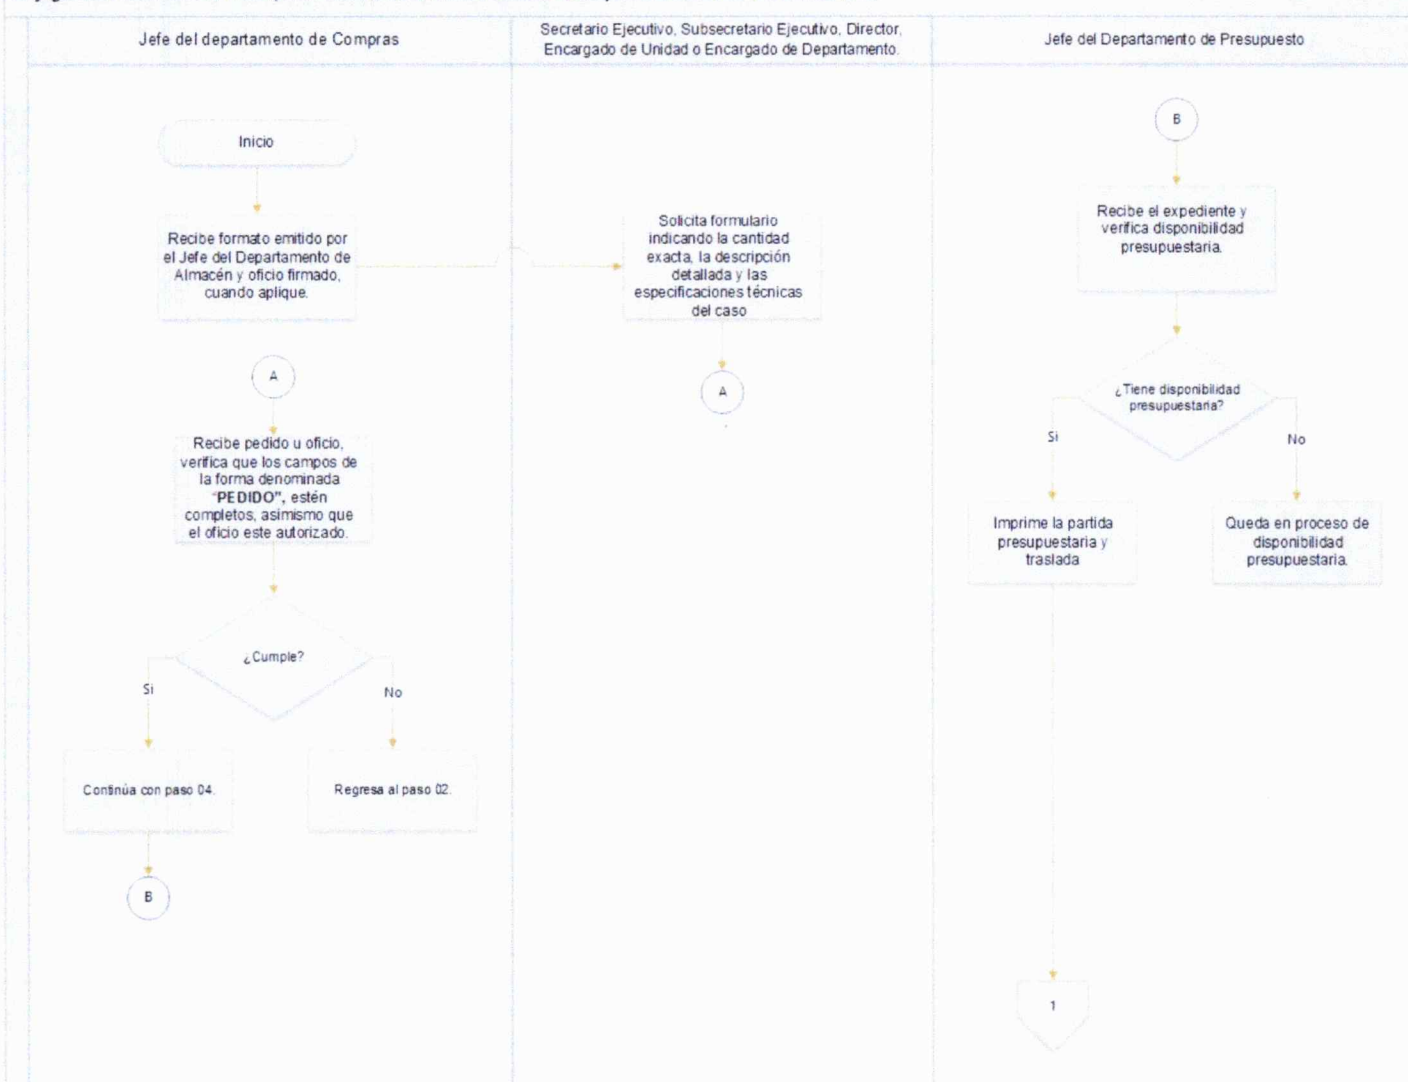 Jefe del departamento de Compras
Secretario Ejecutivo, Subsecretario Ejecutivo, Director,
Encargado de Unidad o Encargado de Departamento.
Jefe del Departamento de Presupuesto
Inicio
Recibe formato emitido por
el Jefe del Departamento de
Almacén y oficio firmado,
cuando aplique.
A
Recibe pedido u oficio,
verifica que los campos de
la forma denominada
"PEDIDO", estén
completos, asimismo que
el oficio este autorizado.
¿Cumple?
Si
No
Continúa con paso 04.
Regresa al paso 02.
B
Solicita formulario
indicando la cantidad
exacta, la descripción
detallada y las
especificaciones técnicas
del caso
A
B
Recibe el expediente y
verifica disponibilidad
presupuestaria.
¿Tiene disponibilidad
presupuestaria?
Si
No
Imprime la partida
presupuestaria y
traslada
Queda en proceso de
disponibilidad
presupuestaria.
1